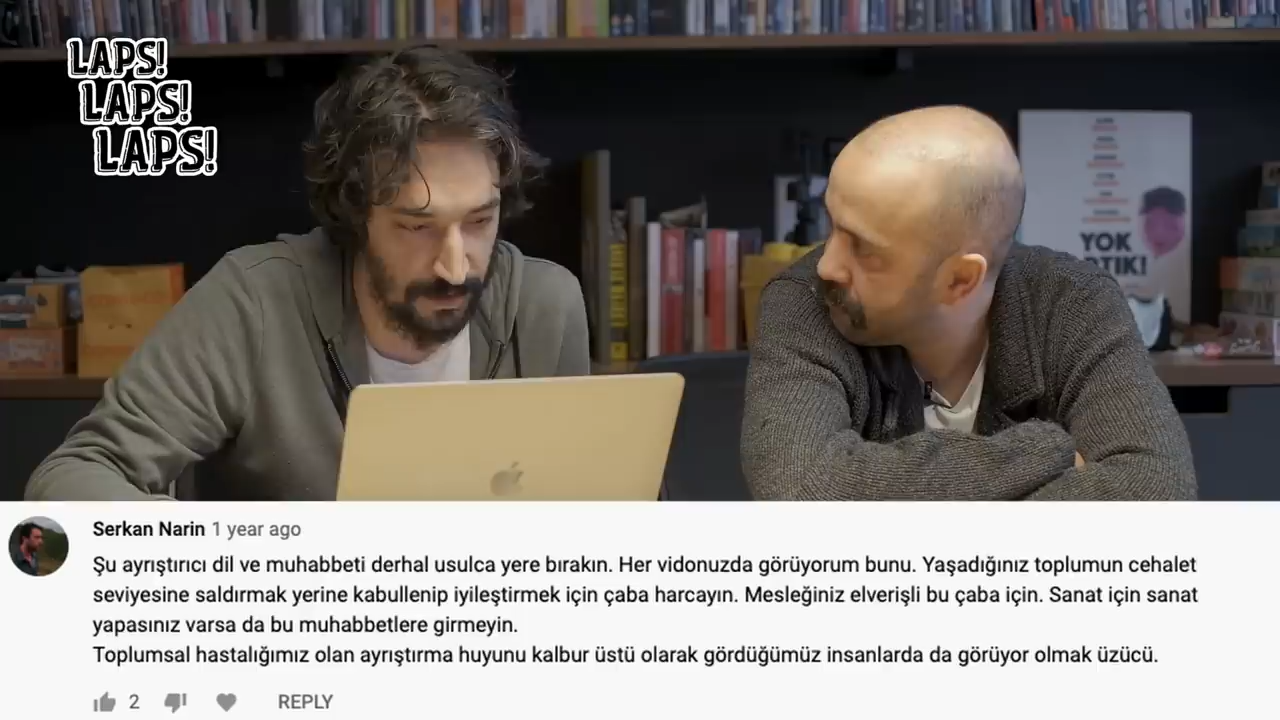 LAPS!
LAPS!
LAPS!
YOK
ARTIK!
Serkan Narin 1 year ago
Şu ayrıştırıcı dil ve muhabbeti derhal usulca yere bırakın. Her vidonuzda görüyorum bunu. Yaşadığınız toplumun cehalet
seviyesine saldırmak yerine kabullenip iyileştirmek için çaba harcayın. Mesleğiniz elverişli bu çaba için. Sanat için sanat
yapasınız varsa da bu muhabbetlere girmeyin.
Toplumsal hastalığımız olan ayrıştırma huyunu kalbur üstü olarak gördüğümüz insanlarda da görüyor olmak üzücü.
2 REPLY